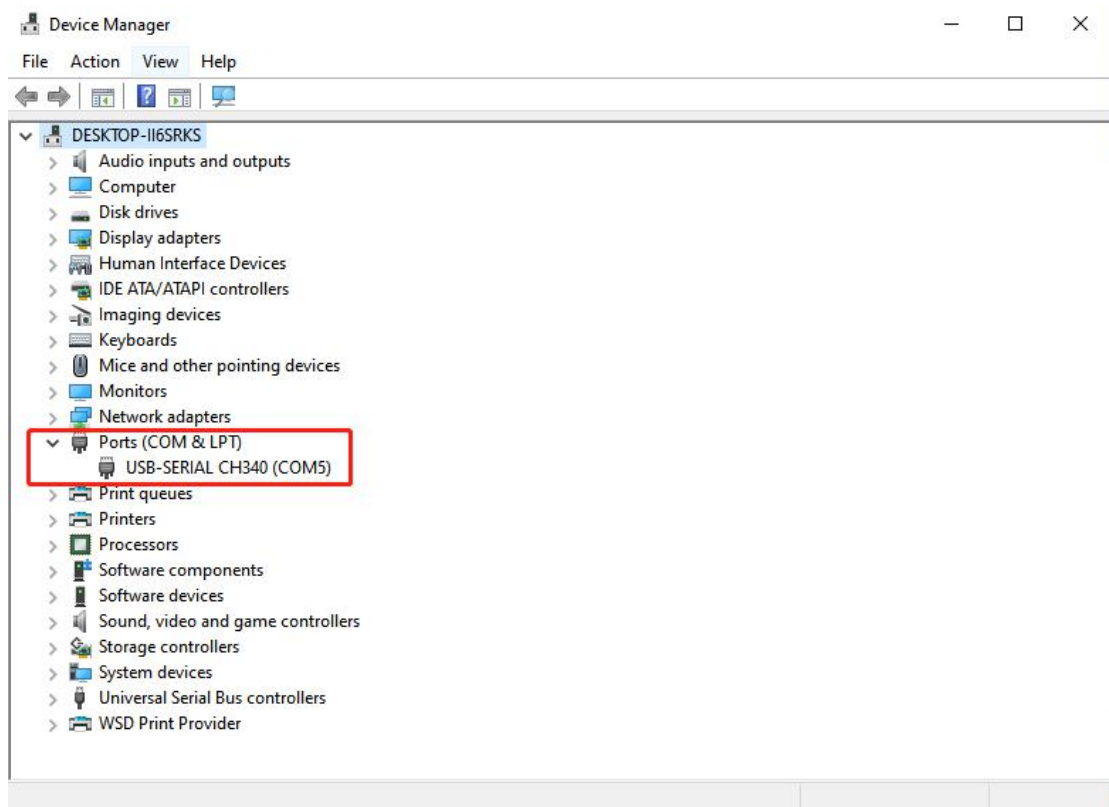 Device Manager
File Action View Help
DESKTOP-II6SRKS
Audio inputs and outputs
Computer
Disk drives
Display adapters
Human Interface Devices
IDE ATA/ATAPI controllers
Imaging devices
Keyboards
Mice and other pointing devices
Monitors
Network adapters
Ports (COM & LPT)
USB-SERIAL CH340 (COM5)
Print queues
Printers
Processors
Software components
Software devices
Sound, video and game controllers
Storage controllers
System devices
Universal Serial Bus controllers
WSD Print Provider